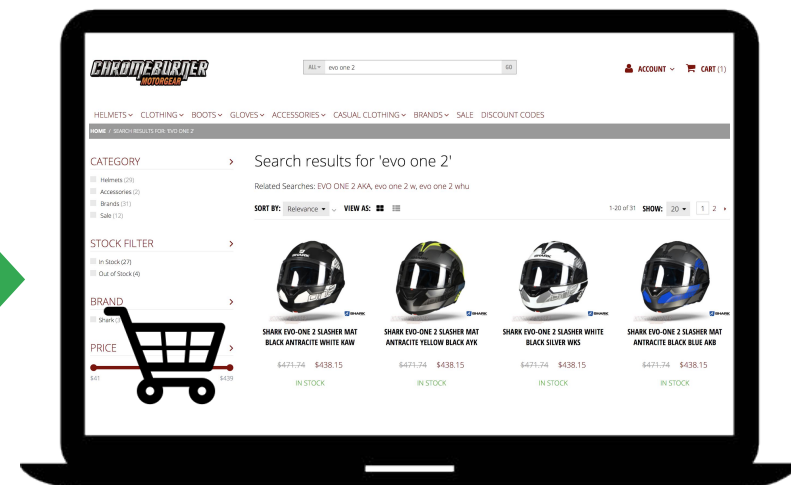 CHROMEBURNER
MOTORGEAR
ALL evo one 2 GO
ACCOUNT CART (1)
HELMETS CLOTHING BOOTS GLOVES ACCESSORIES CASUAL CLOTHING BRANDS SALE DISCOUNT CODES
HOME / SEARCH RESULTS FOR: 'EVO ONE 2'
CATEGORY
Helmets (29)
Accessories (2)
Brands (31)
Sale (12)
STOCK FILTER
In Stock (27)
Out of Stock (4)
BRAND
Shark
PRICE
$41 $439
Search results for 'evo one 2'
Related Searches: EVO ONE 2 AKA, evo one 2 w, evo one 2 whu
SORT BY: Relevance VIEW AS: 1-20 of 31 SHOW: 20 1 2
SHARK SHARK SHARK SHARK
SHARK EVO-ONE 2 SLASHER MAT BLACK ANTRACITE WHITE KAW
$471.74 $438.15
IN STOCK
SHARK EVO-ONE 2 SLASHER MAT ANTRACITE YELLOW BLACK AYK
$471.74 $438.15
IN STOCK
SHARK EVO-ONE 2 SLASHER WHITE BLACK SILVER WKS
$471.74 $438.15
IN STOCK
SHARK EVO-ONE 2 SLASHER MAT ANTRACITE BLACK BLUE AKB
$471.74 $438.15
IN STOCK